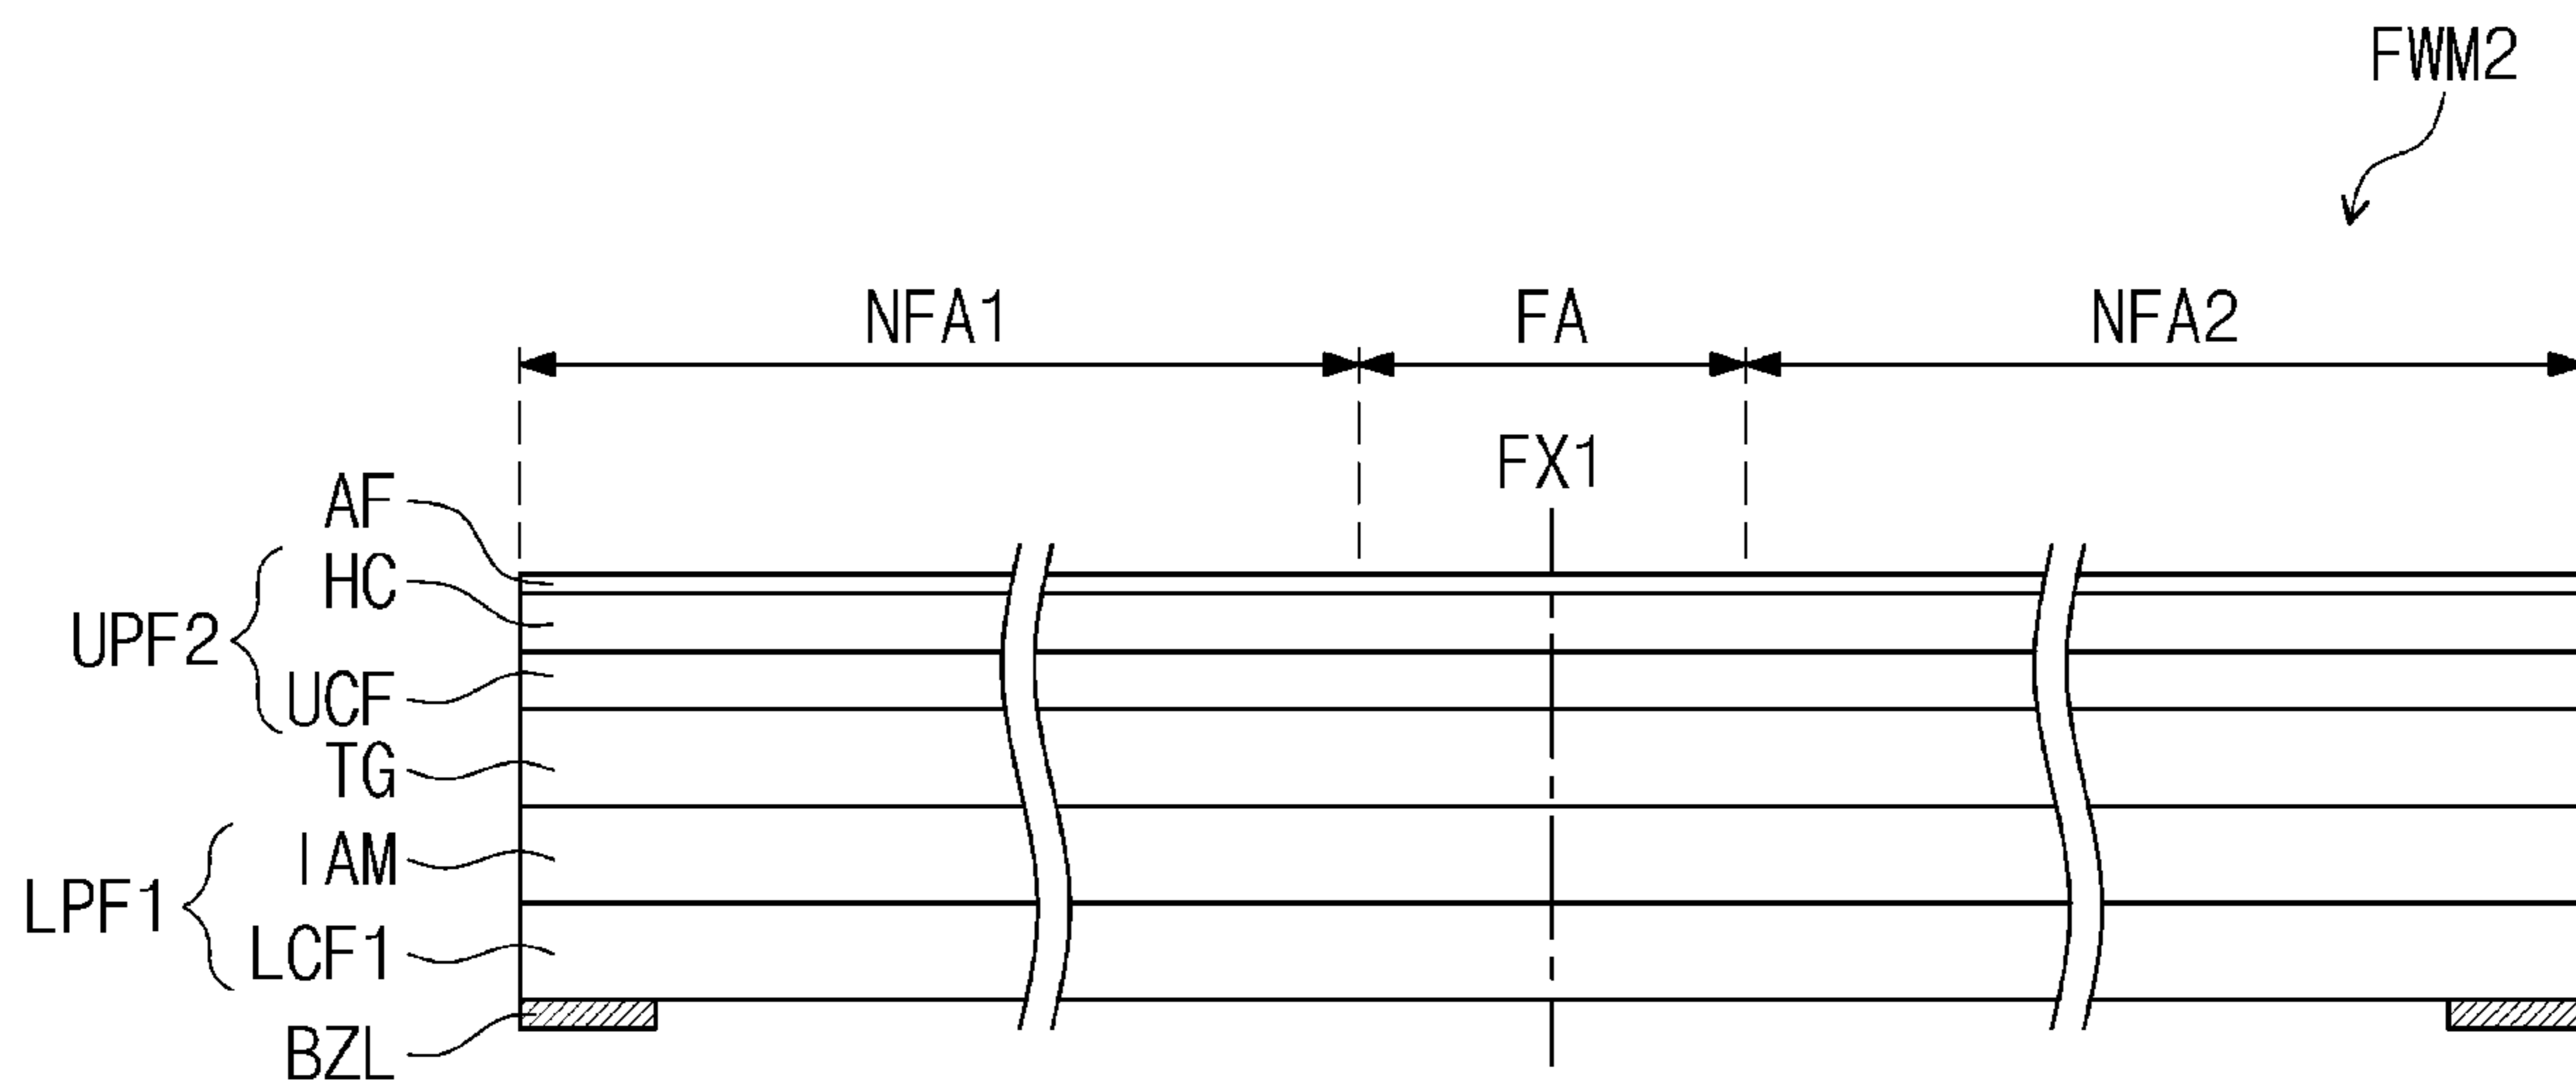 FWM2
NFA1
FA
NFA2
FX1
AF
HC
UPF2
UCF
TG
IAM
LPF1
LCF1
BZL